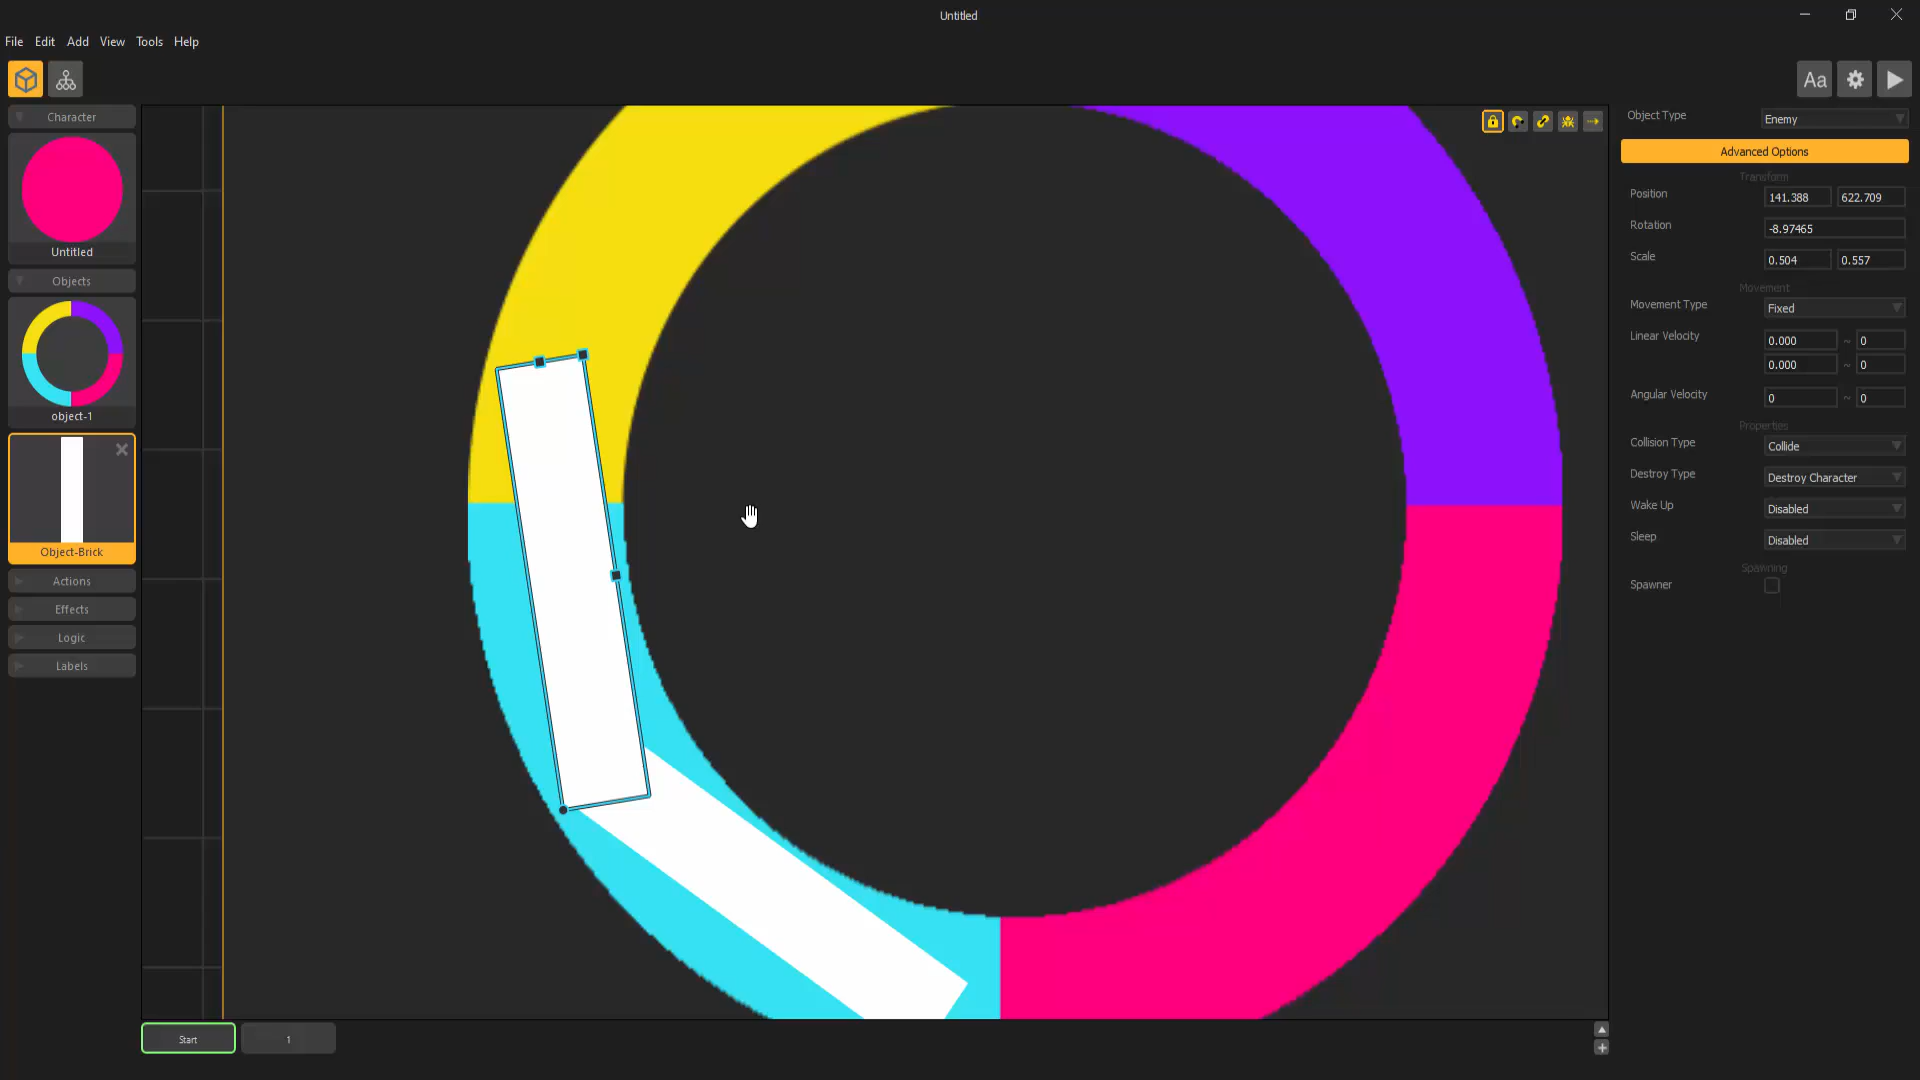 Untitled
File Edit Add View Tools Help
Aa
Character
Untitled
Objects
object-1
Object-Brick
Actions
Effects
Logic
Labels
Object Type Enemy
Advanced Options
Transform
Position 141.388 622.709
Rotation -8.97465
Scale 0.504 0.557
Movement
Movement Type Fixed
Linear Velocity 0.000 ~ 0
0.000 ~ 0
Angular Velocity 0 ~ 0
Properties
Collision Type Collide
Destroy Type Destroy Character
Wake Up Disabled
Sleep Disabled
Spawning
Spawner
Start 1